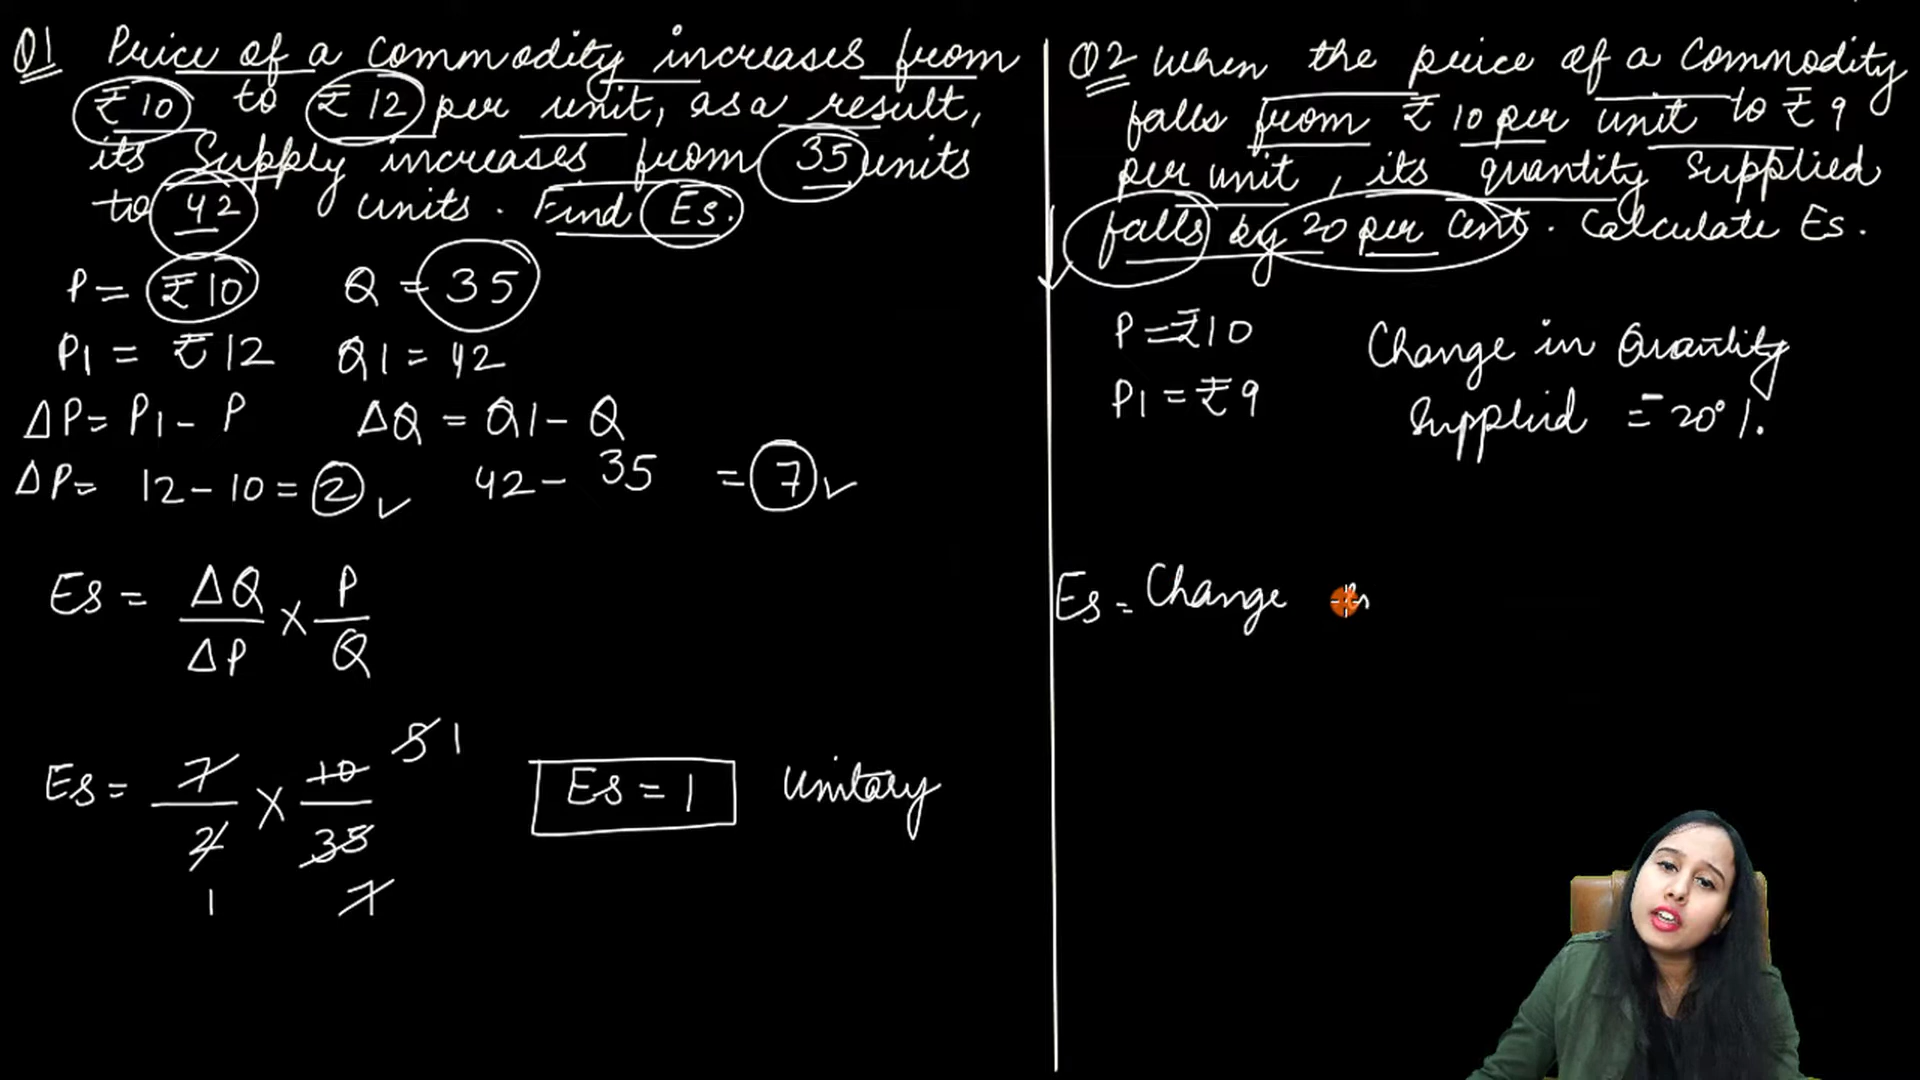 Q1 Price of a commodity increases from
₹10 to ₹12 per unit, as a result,
its supply increases from 35 units
to 42 units. Find Es.
P = ₹10 Q = 35
P1 = ₹12 Q1 = 42
ΔP = P1 - P ΔQ = Q1 - Q
ΔP = 12 - 10 = 2 ✓ 42 - 35 = 7 ✓
Es = ΔQ/ΔP × P/Q
Es = 7/2 × 10/35 5 1
1 7
Es = 1 Unitary
Q2 When the price of a commodity
falls from ₹10 per unit to ₹9
per unit, its quantity supplied
falls by 20 per cent. Calculate Es.
P = ₹10
P1 = ₹9
Change in Quantity
Supplied = -20%.
Es = Change